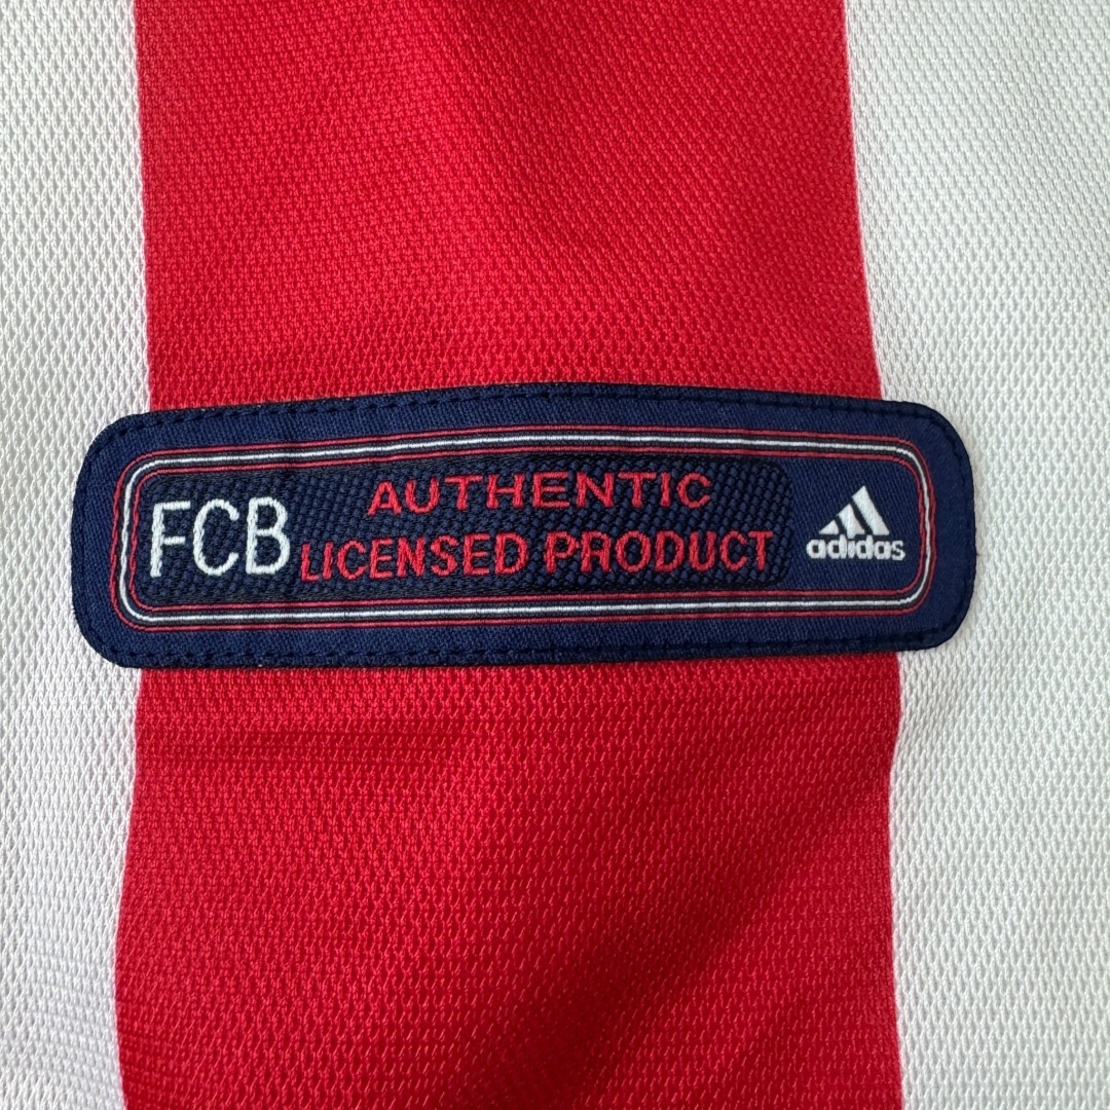 FCB
AUTHENTIC
LICENSED PRODUCT
adidas